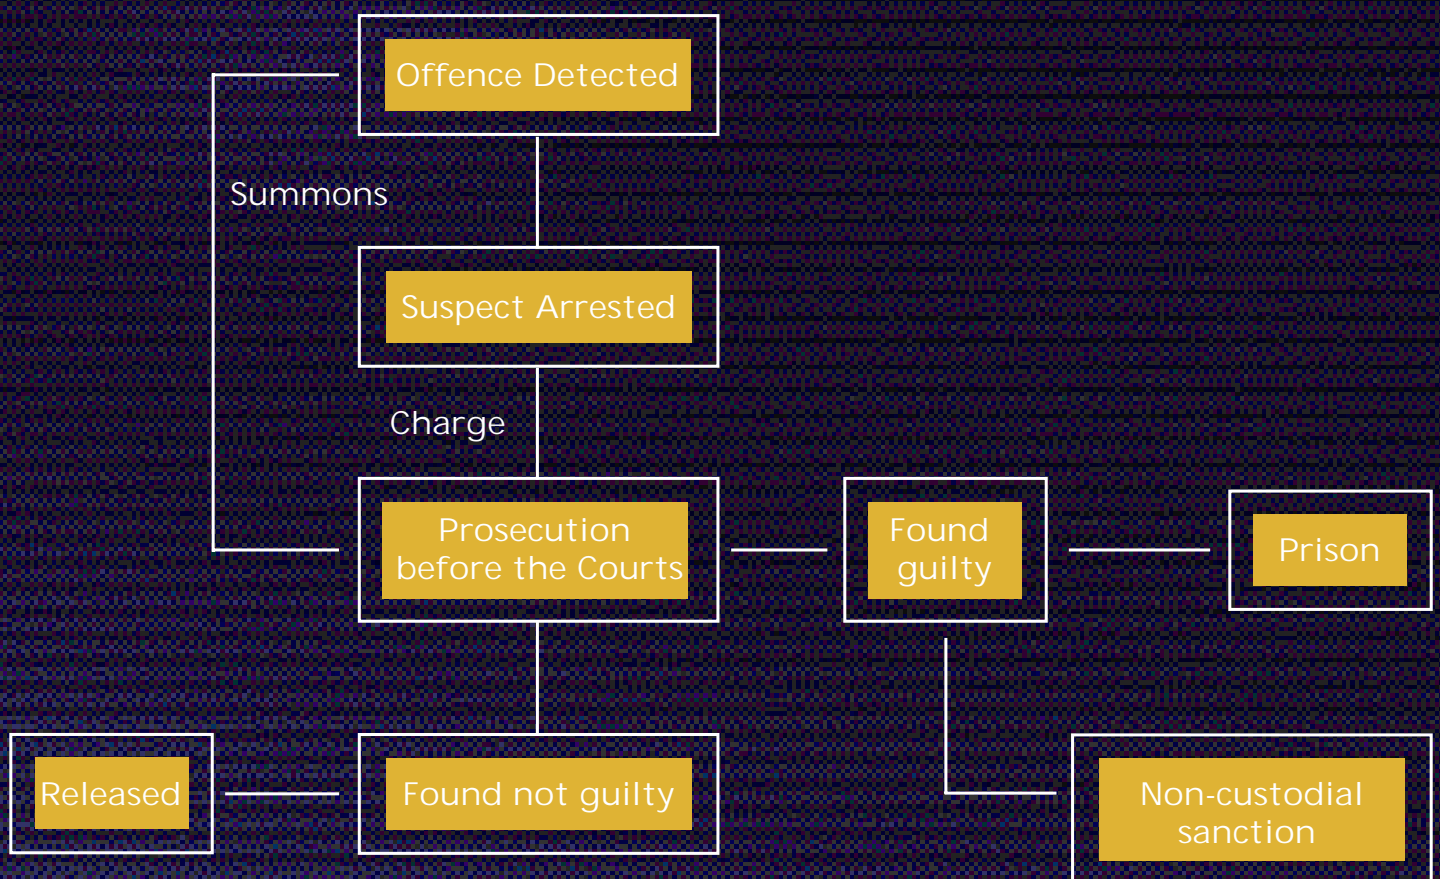 Offence Detected
Summons
Suspect Arrested
Charge
Prosecution
before the Courts
Found
guilty
Prison
Released
Found not guilty
Non-custodial
sanction